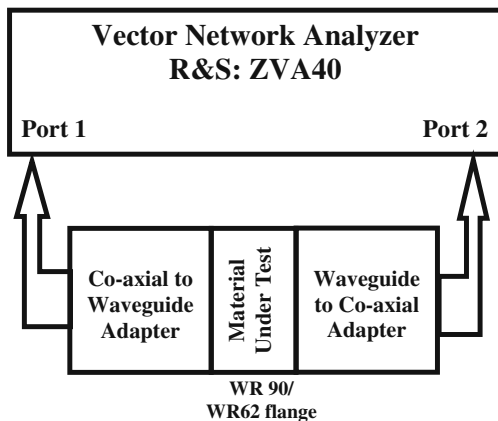 Vector Network Analyzer
R&S: ZVA40
Port 1
Port 2
Co-axial to
Waveguide
Adapter
Material
Under Test
Waveguide
to Co-axial
Adapter
WR 90/
WR62 flange